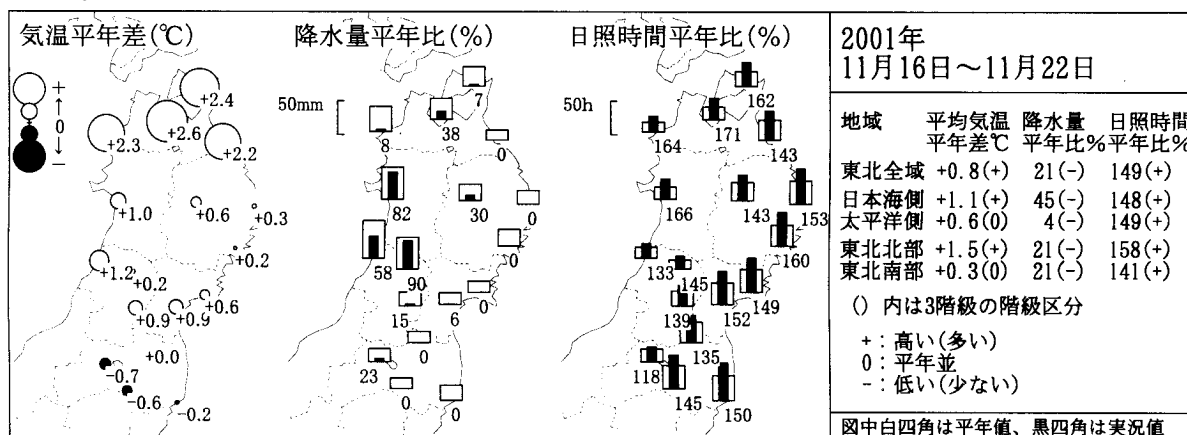 気温平年差(℃)
+
↑
0
↓
−
+2.4
+2.6
+2.3
+2.2
+1.0
+0.6
+0.3
+0.2
+1.2
+0.2
+0.6
+0.9
+0.9
+0.0
−0.7
−0.6
−0.2
降水量平年比(%)
50mm
7
38
8
0
82
30
0
58
90
0
0
15
6
0
23
0
0
日照時間平年比(%)
50h
162
171
164
143
166
143
153
160
133
145
149
139
152
135
118
145
150
2001年
11月16日～11月22日
地域 平均気温 降水量 日照時間
平年差℃ 平年比% 平年比%
東北全域 +0.8(+) 21(-) 149(+)
日本海側 +1.1(+) 45(-) 148(+)
太平洋側 +0.6(0) 4(-) 149(+)
東北北部 +1.5(+) 21(-) 158(+)
東北南部 +0.3(0) 21(-) 141(+)
() 内は3階級の階級区分
+：高い(多い)
0：平年並
-：低い(少ない)
図中白四角は平年値、黒四角は実況値